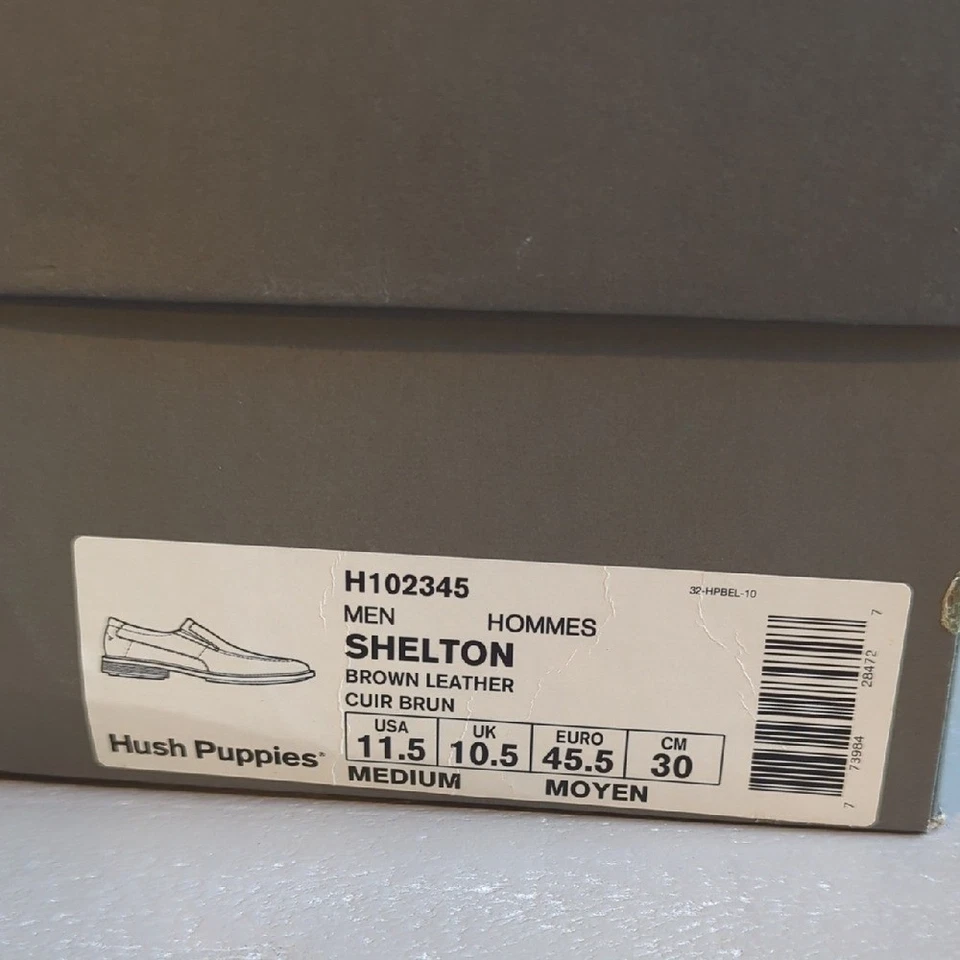 H102345
32-HPBEL-10
MEN HOMMES
SHELTON
BROWN LEATHER
CUIR BRUN
USA UK EURO CM
11.5 10.5 45.5 30
MEDIUM MOYEN
Hush Puppies®
7 73984 28472 7